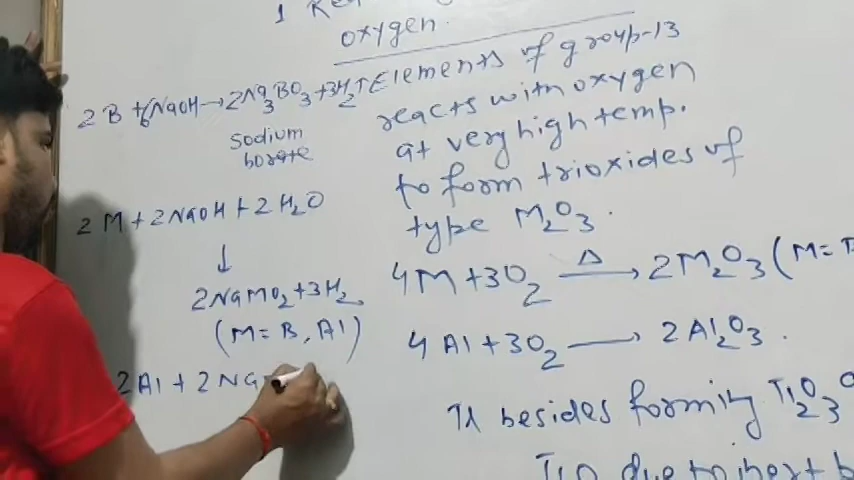 oxygen.
Elements of group-13
reacts with oxygen
at very high temp.
to form trioxides of
type M₂O₃.
4M + 3O₂ —Δ→ 2M₂O₃ (M=
4Al + 3O₂ → 2Al₂O₃.
Tl besides forming Tl₂O₃
2B + 6NaOH → 2Na₃BO₃ + 3H₂↑
Sodium
borate
2M + 2NaOH + 2H₂O
↓
2NaMO₂ + 3H₂
(M= B, Al)
2Al + 2Na